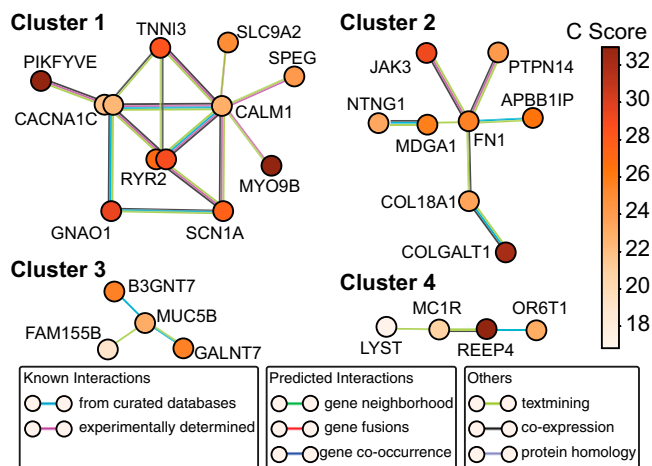 Cluster 1
TNNI3
SLC9A2
PIKFYVE
SPEG
CACNA1C
CALM1
RYR2
MYO9B
GNAO1
SCN1A
Cluster 2
JAK3
PTPN14
NTNG1
APBB1IP
MDGA1
FN1
COL18A1
COLGALT1
C Score
32
30
28
26
24
22
20
18
Cluster 3
B3GNT7
MUC5B
FAM155B
GALNT7
Cluster 4
MC1R
OR6T1
LYST
REEP4
Known Interactions
from curated databases
experimentally determined
Predicted Interactions
gene neighborhood
gene fusions
gene co-occurrence
Others
textmining
co-expression
protein homology